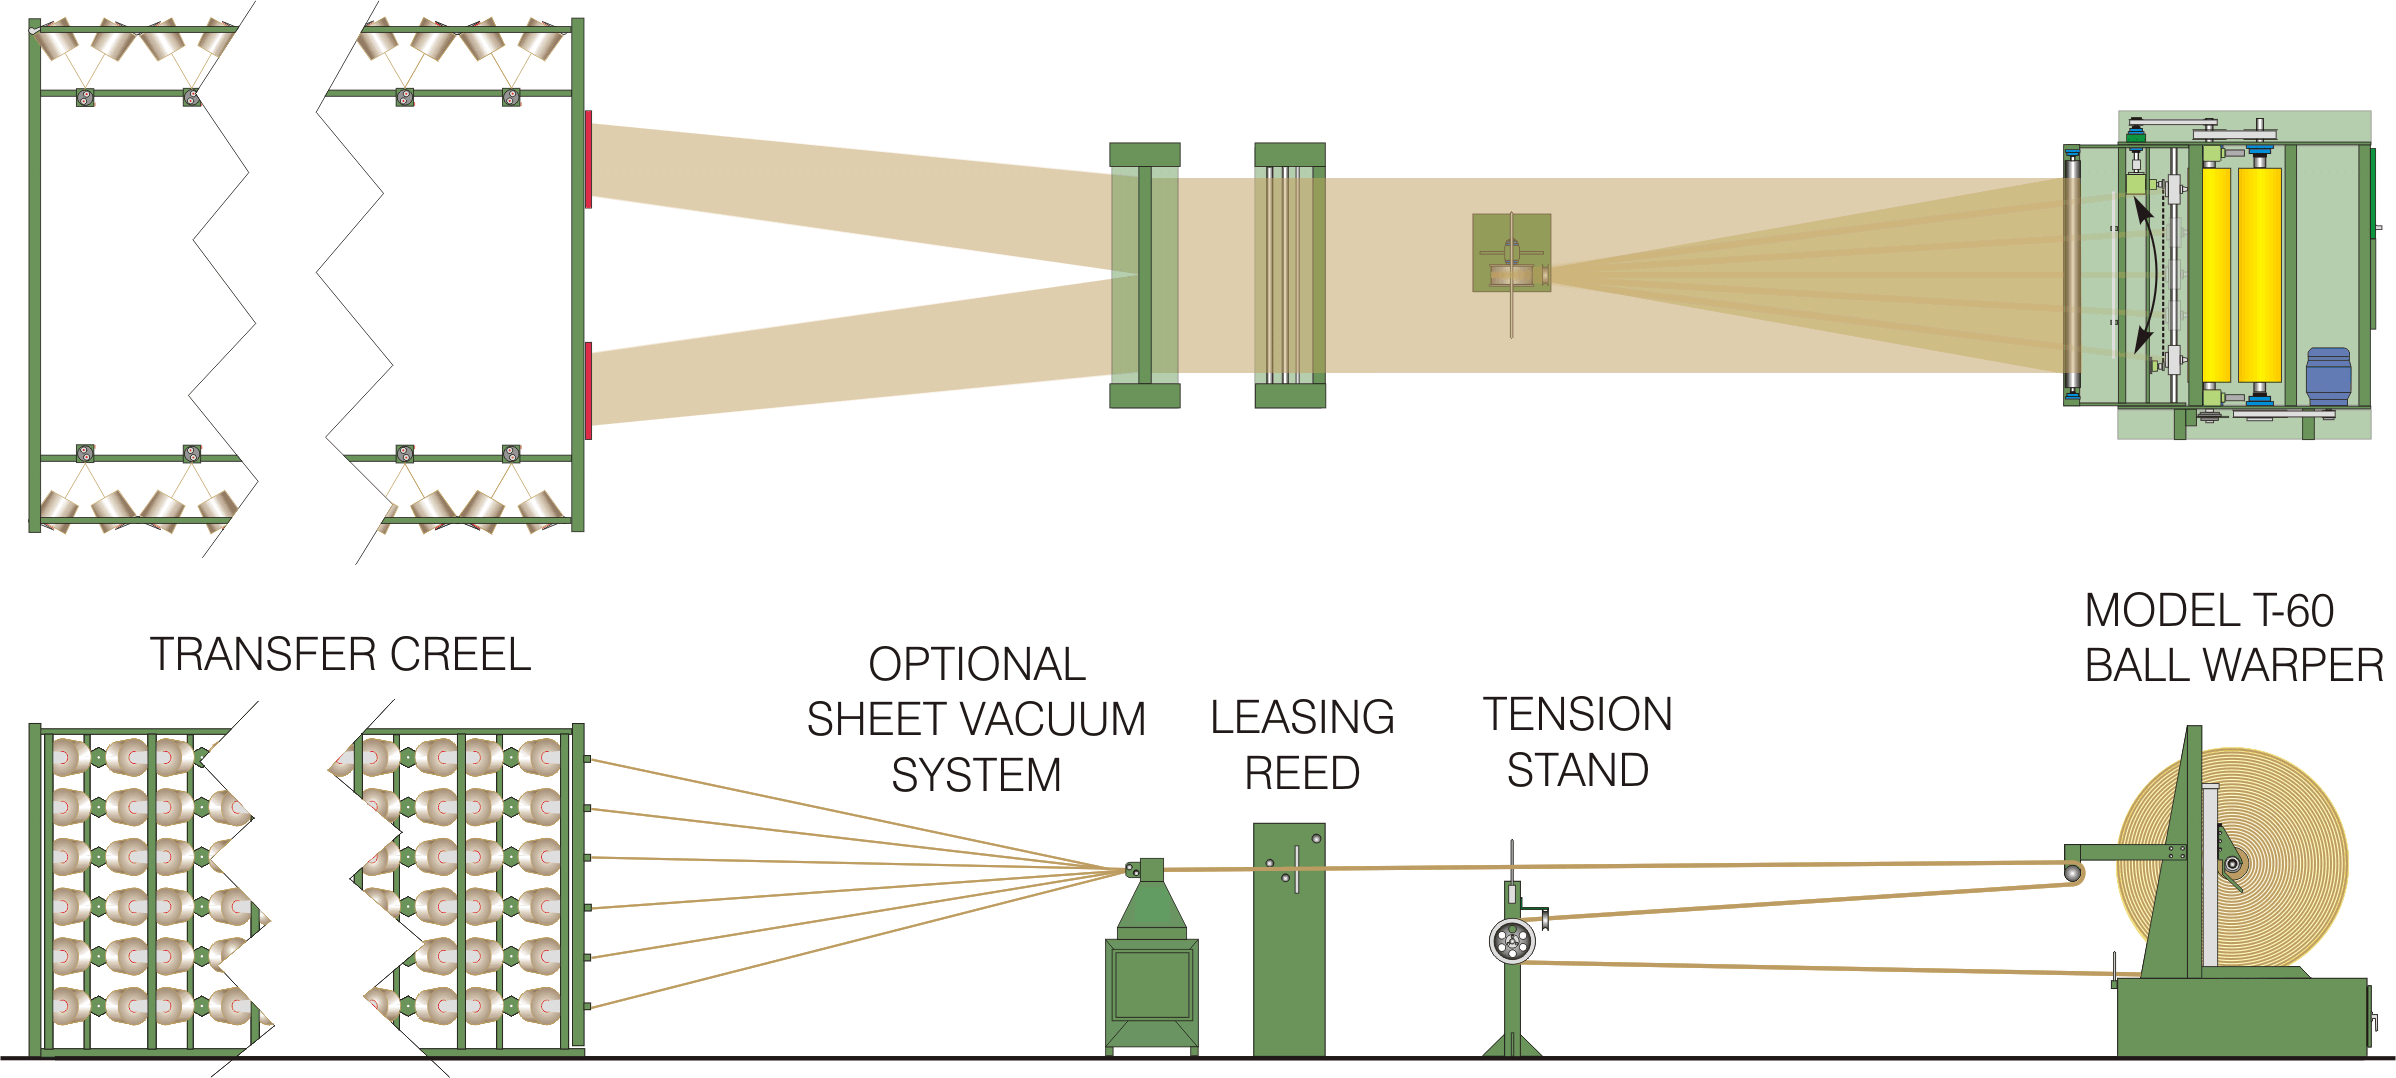 TRANSFER CREEL
OPTIONAL
SHEET VACUUM
SYSTEM
LEASING
REED
TENSION
STAND
MODEL T-60
BALL WARPER